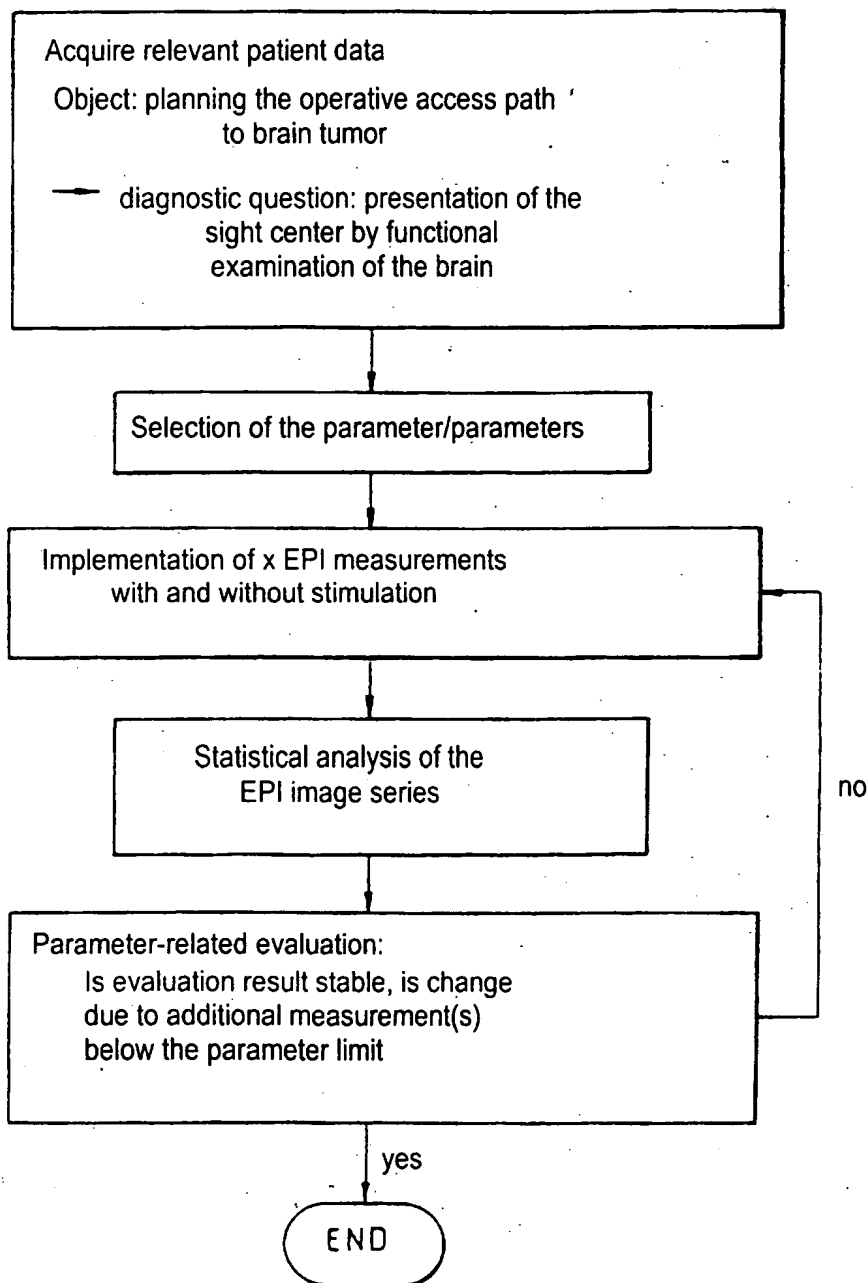 Acquire relevant patient data
Object: planning the operative access path
to brain tumor
diagnostic question: presentation of the
sight center by functional
examination of the brain
Selection of the parameter/parameters
Implementation of x EPI measurements
with and without stimulation
Statistical analysis of the
EPI image series
no
Parameter-related evaluation:
Is evaluation result stable, is change
due to additional measurement(s)
below the parameter limit
yes
END